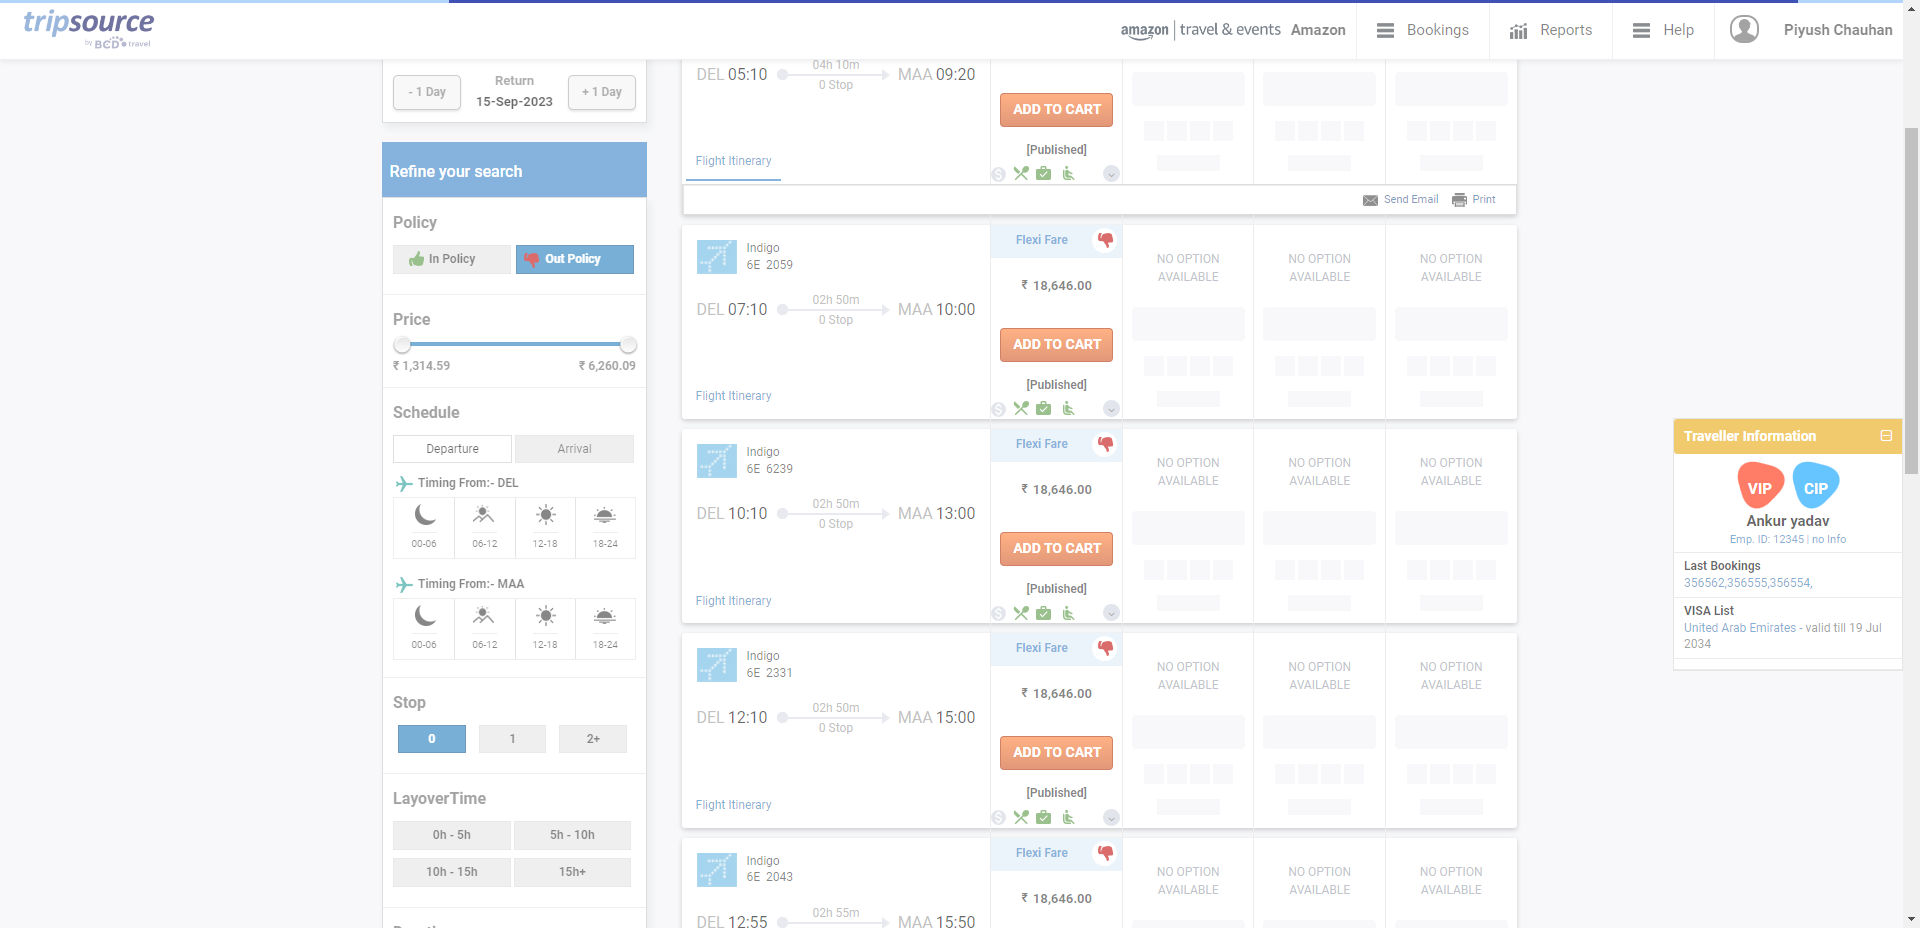 tripsource
by BCD travel
amazon | travel & events Amazon
Bookings
Reports
Help
Piyush Chauhan
- 1 Day
Return
15-Sep-2023
+ 1 Day
Refine your search
Policy
In Policy
Out Policy
Price
₹ 1,314.59
₹ 6,260.09
Schedule
Departure
Arrival
Timing From:- DEL
00-06
06-12
12-18
18-24
Timing From:- MAA
00-06
06-12
12-18
18-24
Stop
0
1
2+
LayoverTime
0h - 5h
5h - 10h
10h - 15h
15h+
DEL 05:10
04h 10m
0 Stop
MAA 09:20
ADD TO CART
[Published]
Flight Itinerary
Send Email
Print
Indigo
6E 2059
DEL 07:10
02h 50m
0 Stop
MAA 10:00
Flight Itinerary
Flexi Fare
₹ 18,646.00
ADD TO CART
[Published]
NO OPTION
AVAILABLE
NO OPTION
AVAILABLE
NO OPTION
AVAILABLE
Indigo
6E 6239
DEL 10:10
02h 50m
0 Stop
MAA 13:00
Flight Itinerary
Flexi Fare
₹ 18,646.00
ADD TO CART
[Published]
NO OPTION
AVAILABLE
NO OPTION
AVAILABLE
NO OPTION
AVAILABLE
Indigo
6E 2331
DEL 12:10
02h 50m
0 Stop
MAA 15:00
Flight Itinerary
Flexi Fare
₹ 18,646.00
ADD TO CART
[Published]
NO OPTION
AVAILABLE
NO OPTION
AVAILABLE
NO OPTION
AVAILABLE
Indigo
6E 2043
DEL 12:55
02h 55m
MAA 15:50
Flexi Fare
₹ 18,646.00
NO OPTION
AVAILABLE
NO OPTION
AVAILABLE
NO OPTION
AVAILABLE
Traveller Information
VIP
CIP
Ankur yadav
Emp. ID: 12345 | no Info
Last Bookings
356562,356555,356554,
VISA List
United Arab Emirates - valid till 19 Jul
2034